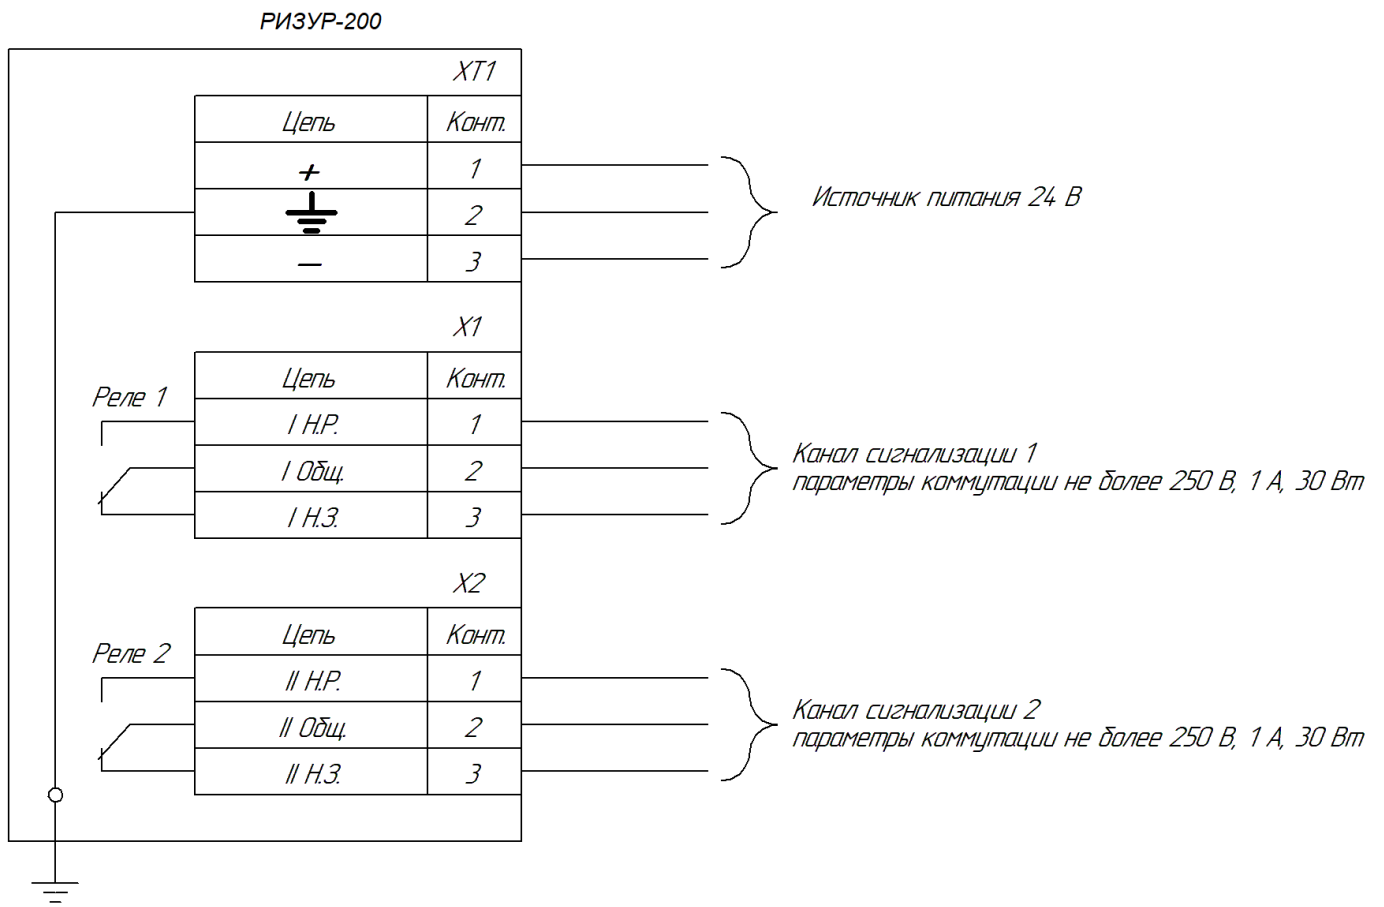 РИЗУР-200
XT1
Цепь Конт.
+ 1
2
— 3
Источник питания 24 В
X1
Цепь Конт.
Реле 1
I Н.Р. 1
I Общ. 2
I Н.З. 3
Канал сигнализации 1
параметры коммутации не более 250 В, 1 А, 30 Вт
X2
Цепь Конт.
Реле 2
II Н.Р. 1
II Общ. 2
II Н.З. 3
Канал сигнализации 2
параметры коммутации не более 250 В, 1 А, 30 Вт